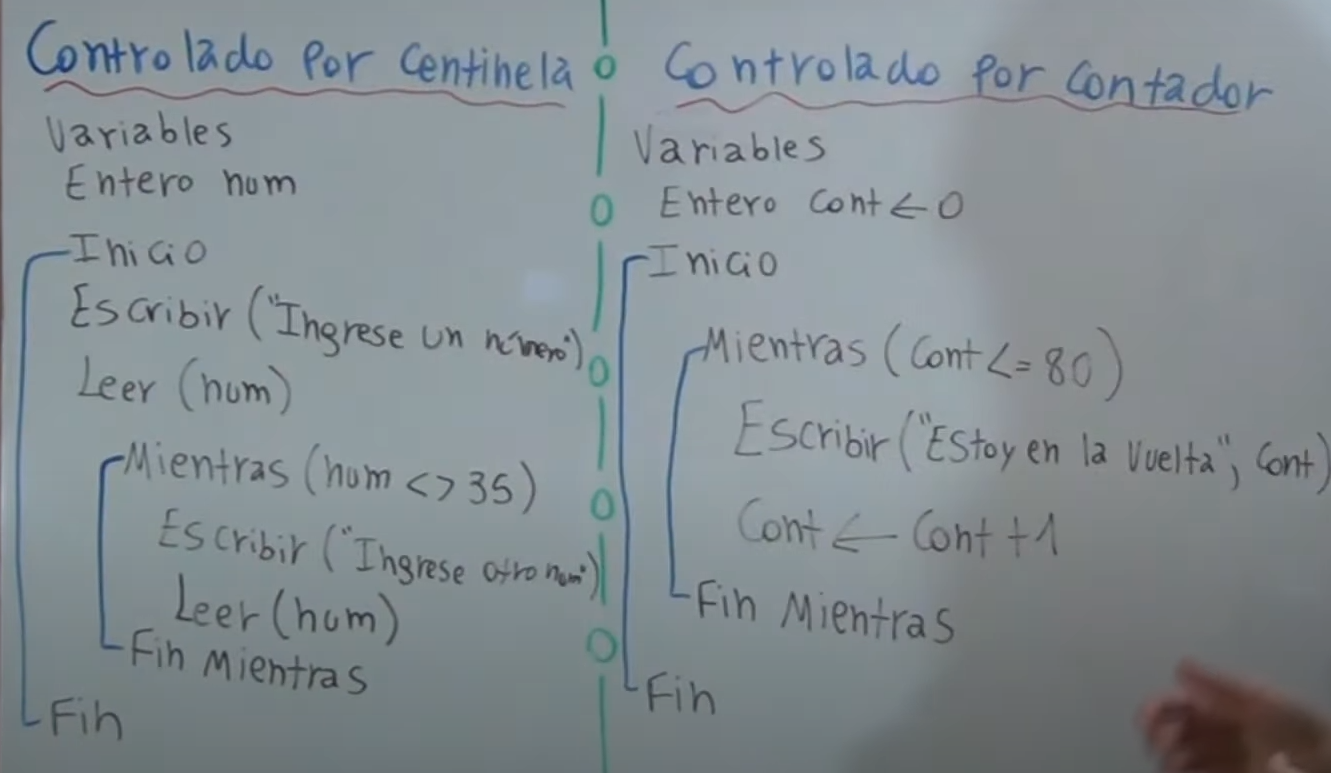 Controlado por Centinela
Variables
Entero num
Inicio
Escribir ("Ingrese un número")
Leer (num)
Mientras (num <> 35)
Escribir ("Ingrese otro num")
Leer (num)
Fin Mientras
Fin
Controlado por Contador
Variables
Entero Cont ← 0
Inicio
Mientras (Cont <= 80)
Escribir ("Estoy en la Vuelta", Cont)
Cont ← Cont + 1
Fin Mientras
Fin